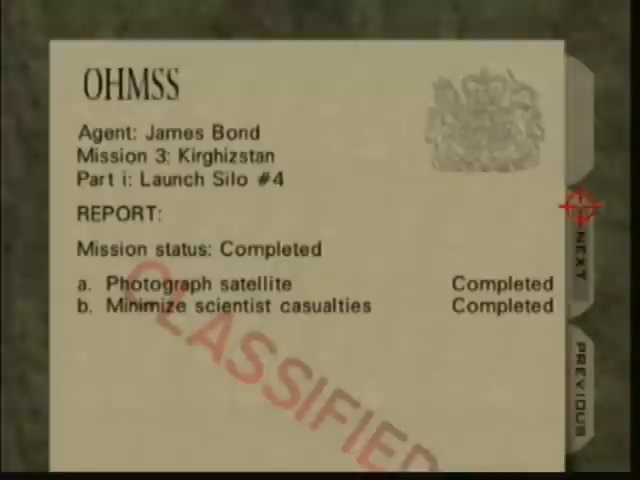 OHMSS
Agent: James Bond
Mission 3: Kirghizstan
Part i: Launch Silo #4
REPORT:
Mission status: Completed
a. Photograph satellite Completed
b. Minimize scientist casualties Completed
CLASSIFIED
NEXT
PREVIOUS